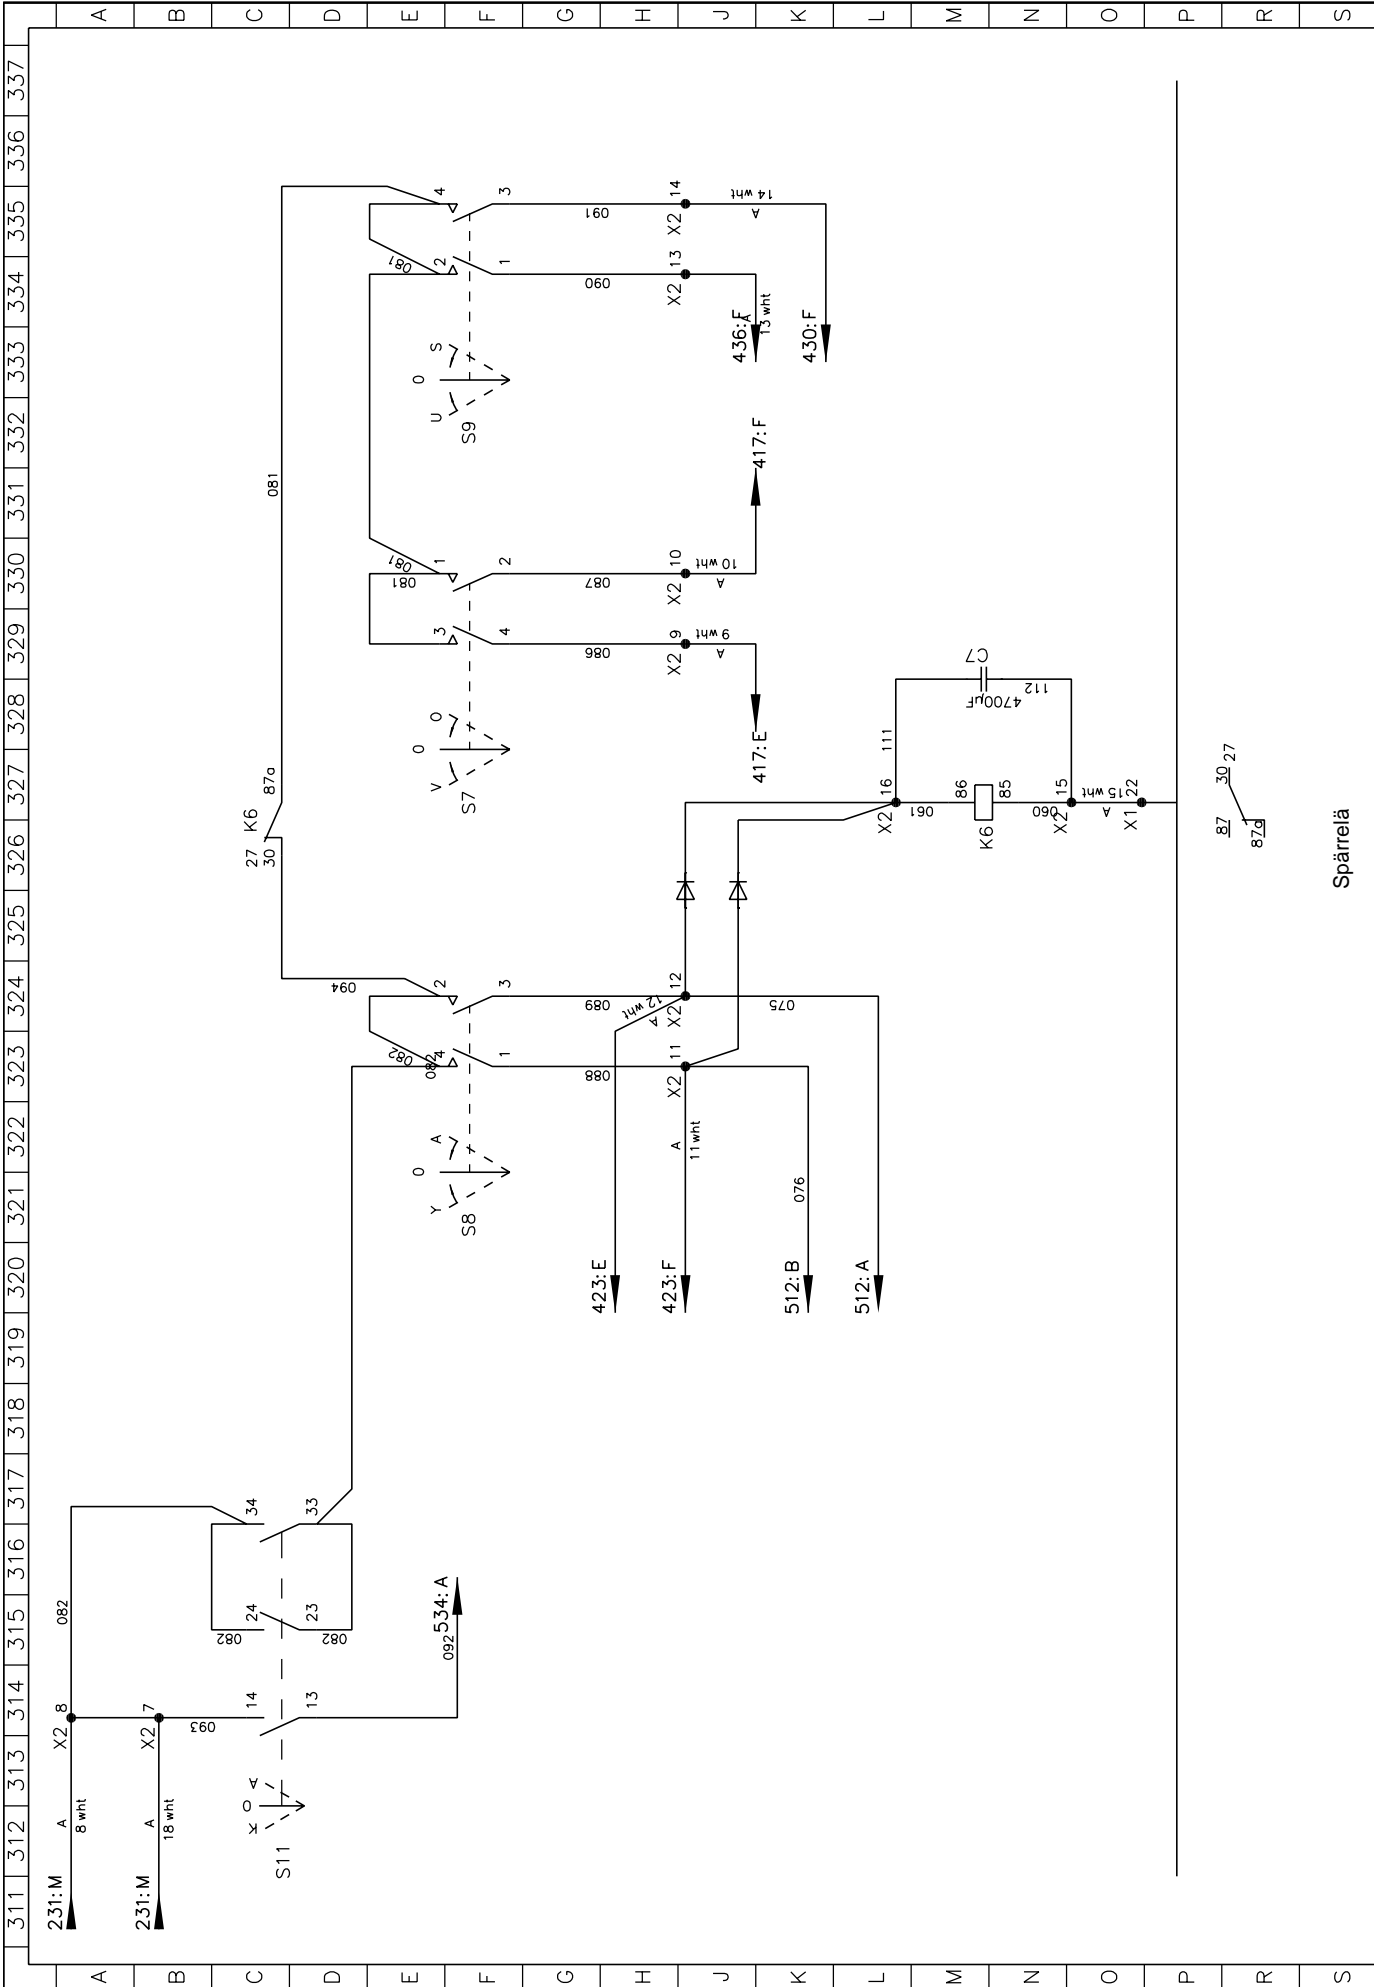 A B C D E F G H J K L M N O P R S
311 312 313 314 315 316 317 318 319 320 321 322 323 324 325 326 327 328 329 330 331 332 333 334 335 336 337
231:M
A
8 wht
X2 8
082
231:M
A
18 wht
X2 7
093
S11
K O A
14
13
24
23
34
33
082
082
092
534:A
S8
Y 0 A
082
082
4
1
2
3
094
27
30
K6
87a
081
088
089
X2 11
X2 12
A
12 wht
A
11 wht
423:E
423:F
076
512:B
075
512:A
S7
V 0 O
3
4
1
2
081
081
086
087
X2 9
X2 10
A
9 wht
A
10 wht
417:E
417:F
S9
U 0 S
2
1
4
3
081
090
091
X2 13
X2 14
A
13 wht
A
14 wht
436:F
430:F
X2 16
061
86
K6
85
060
X2 15
A
15 wht
X1 22
111
C7
4700µF
112
87
87a
30 27
Spärrelä
A B C D E F G H J K L M N O P R S